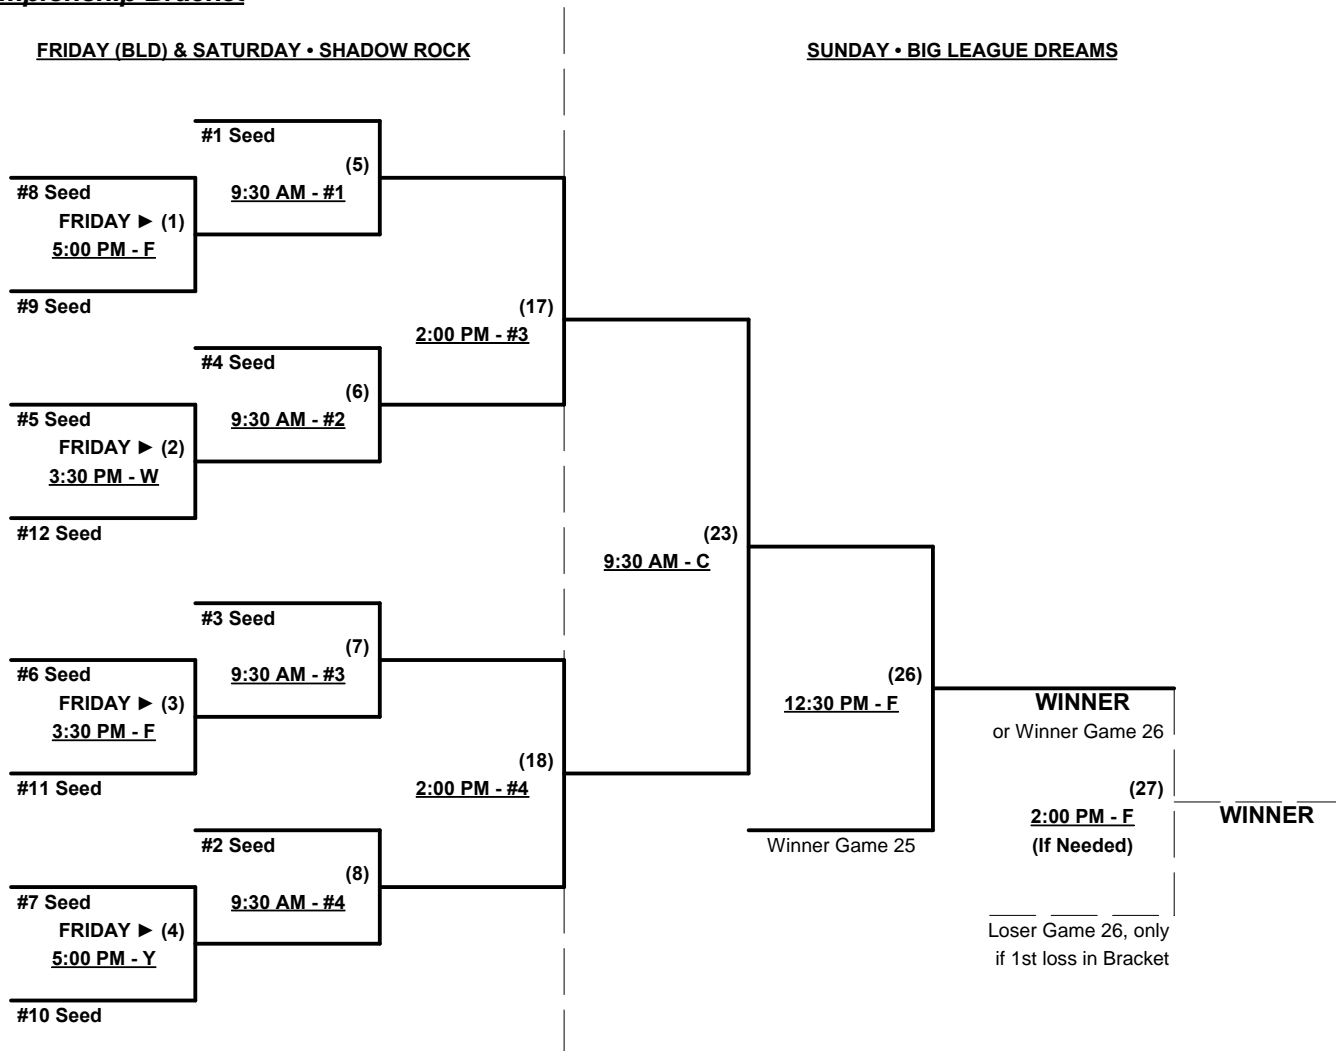 FRIDAY (BLD) & SATURDAY • SHADOW ROCK
SUNDAY • BIG LEAGUE DREAMS
#1 Seed
(5)
9:30 AM - #1
#8 Seed
FRIDAY ► (1)
5:00 PM - F
#9 Seed
(17)
2:00 PM - #3
#4 Seed
(6)
9:30 AM - #2
#5 Seed
FRIDAY ► (2)
3:30 PM - W
#12 Seed
(23)
9:30 AM - C
#3 Seed
(7)
9:30 AM - #3
#6 Seed
FRIDAY ► (3)
3:30 PM - F
#11 Seed
(18)
2:00 PM - #4
#2 Seed
(8)
9:30 AM - #4
#7 Seed
FRIDAY ► (4)
5:00 PM - Y
#10 Seed
(26)
12:30 PM - F
Winner Game 25
WINNER
or Winner Game 26
(27)
2:00 PM - F
(If Needed)
Loser Game 26, only
if 1st loss in Bracket
WINNER